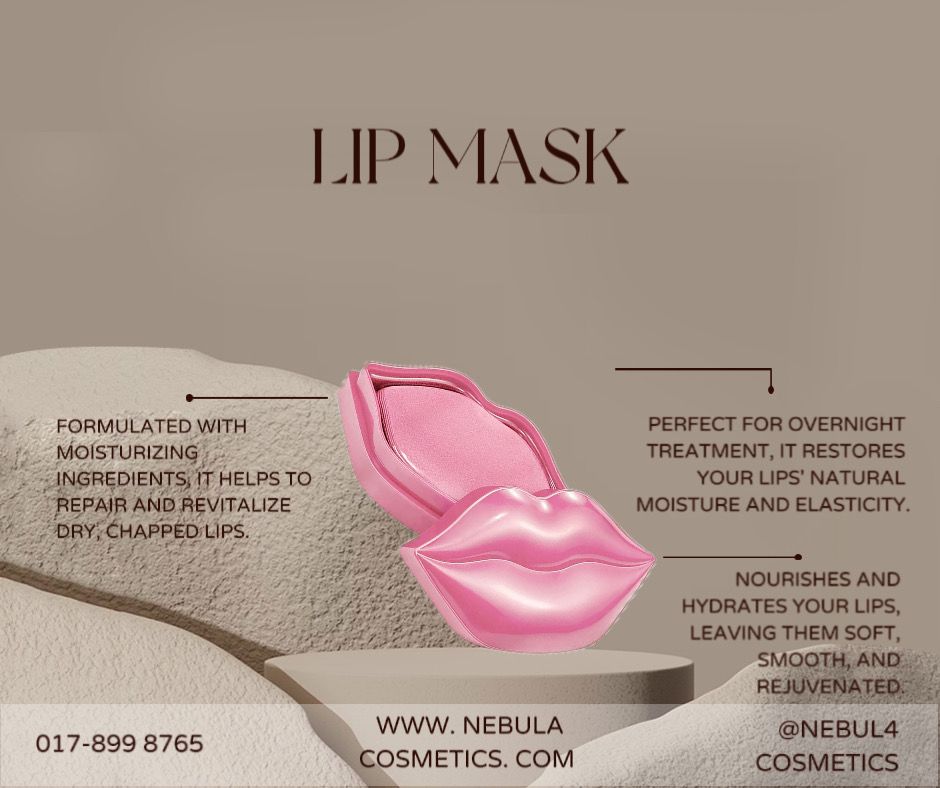 LIP MASK
FORMULATED WITH
MOISTURIZING
INGREDIENTS, IT HELPS TO
REPAIR AND REVITALIZE
DRY, CHAPPED LIPS.
PERFECT FOR OVERNIGHT
TREATMENT, IT RESTORES
YOUR LIPS' NATURAL
MOISTURE AND ELASTICITY.
NOURISHES AND
HYDRATES YOUR LIPS,
LEAVING THEM SOFT,
SMOOTH, AND
REJUVENATED.
017-899 8765
WWW. NEBULA
COSMETICS. COM
@NEBUL4
COSMETICS